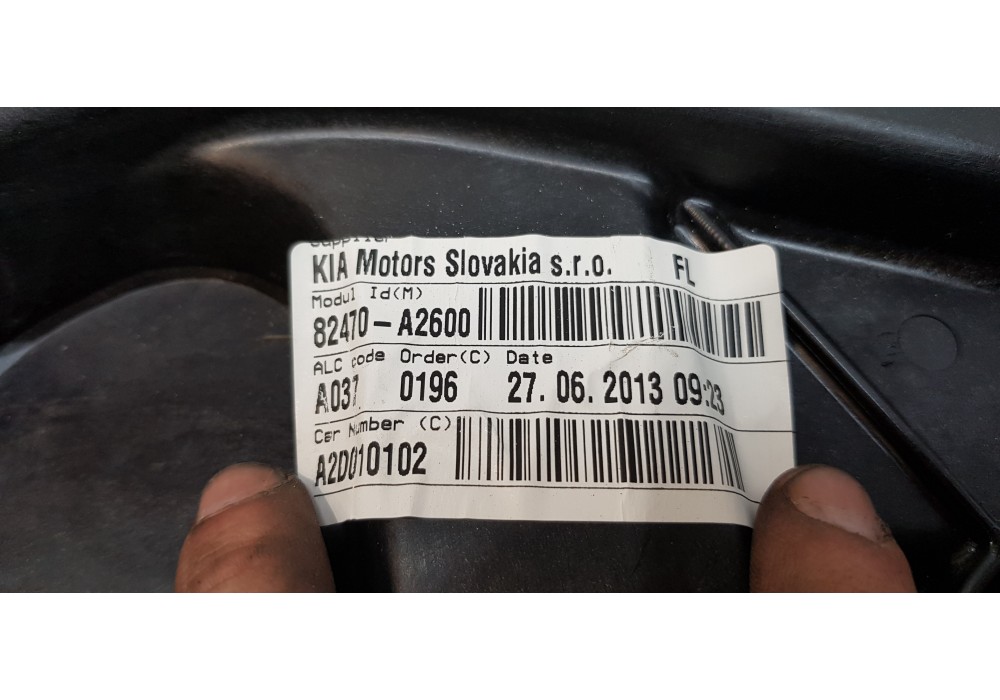 Supplier
KIA Motors Slovakia s.r.o. FL
Modul Id(M)
82470-A2600
ALC code Order(C) Date
A037 0196 27. 06. 2013 09:23
Car Number (C)
A2D010102